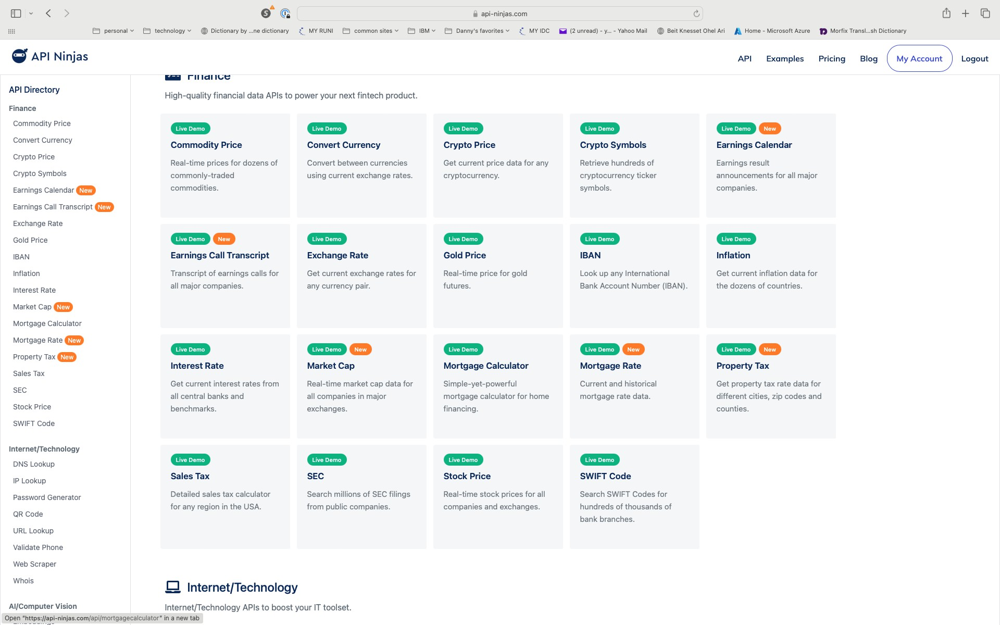 api-ninjas.com
personal
technology
Dictionary by ...ne dictionary
MY RUNI
common sites
IBM
Danny's favorites
MY IDC
(2 unread) - y... - Yahoo Mail
Beit Knesset Ohel Ari
Home - Microsoft Azure
Morfix Transl...sh Dictionary
API Ninjas
API
Examples
Pricing
Blog
My Account
Logout
API Directory
Finance
Commodity Price
Convert Currency
Crypto Price
Crypto Symbols
Earnings Calendar New
Earnings Call Transcript New
Exchange Rate
Gold Price
IBAN
Inflation
Interest Rate
Market Cap New
Mortgage Calculator
Mortgage Rate New
Property Tax New
Sales Tax
SEC
Stock Price
SWIFT Code
Internet/Technology
DNS Lookup
IP Lookup
Password Generator
QR Code
URL Lookup
Validate Phone
Web Scraper
Whois
AI/Computer Vision
Finance
High-quality financial data APIs to power your next fintech product.
Live Demo
Commodity Price
Real-time prices for dozens of
commonly-traded
commodities.
Live Demo
Convert Currency
Convert between currencies
using current exchange rates.
Live Demo
Crypto Price
Get current price data for any
cryptocurrency.
Live Demo
Crypto Symbols
Retrieve hundreds of
cryptocurrency ticker
symbols.
Live Demo New
Earnings Calendar
Earnings result
announcements for all major
companies.
Live Demo New
Earnings Call Transcript
Transcript of earnings calls for
all major companies.
Live Demo
Exchange Rate
Get current exchange rates for
any currency pair.
Live Demo
Gold Price
Real-time price for gold
futures.
Live Demo
IBAN
Look up any International
Bank Account Number (IBAN).
Live Demo
Inflation
Get current inflation data for
the dozens of countries.
Live Demo
Interest Rate
Get current interest rates from
all central banks and
benchmarks.
Live Demo New
Market Cap
Real-time market cap data for
all companies in major
exchanges.
Live Demo
Mortgage Calculator
Simple-yet-powerful
mortgage calculator for home
financing.
Live Demo New
Mortgage Rate
Current and historical
mortgage rate data.
Live Demo New
Property Tax
Get property tax rate data for
different cities, zip codes and
counties.
Live Demo
Sales Tax
Detailed sales tax calculator
for any region in the USA.
Live Demo
SEC
Search millions of SEC filings
from public companies.
Live Demo
Stock Price
Real-time stock prices for all
companies and exchanges.
Live Demo
SWIFT Code
Search SWIFT Codes for
hundreds of thousands of
bank branches.
Internet/Technology
Internet/Technology APIs to boost your IT toolset.
Open "https://api-ninjas.com/api/mortgagecalculator" in a new tab